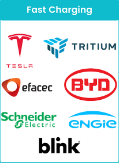 Fast Charging
TESLA
TRITIUM
efacec
BYD
Schneider
Electric
ENGIE
blink